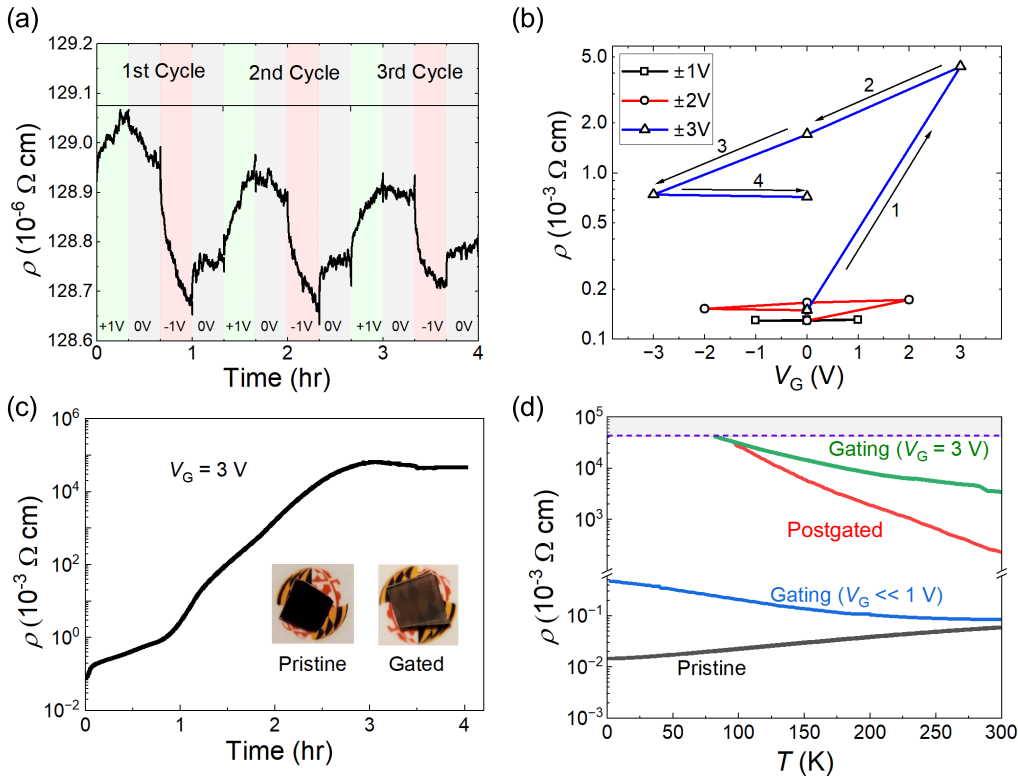 (a)
129.2
129.1
129.0
128.9
128.8
128.7
128.6
ρ (10⁻⁶ Ω cm)
1st Cycle
2nd Cycle
3rd Cycle
+1V 0V -1V 0V +1V 0V -1V 0V +1V 0V -1V 0V
0 1 2 3 4
Time (hr)
(b)
5.0
2.0
1.0
0.5
0.2
0.1
ρ (10⁻³ Ω cm)
±1V
±2V
±3V
2
3
4
1
−3 −2 −1 0 1 2 3
V_G (V)
(c)
10⁶
10⁴
10²
10⁰
10⁻²
ρ (10⁻³ Ω cm)
V_G = 3 V
Pristine
Gated
0 1 2 3 4
Time (hr)
(d)
10⁵
10⁴
10³
10⁻¹
10⁻²
10⁻³
ρ (10⁻³ Ω cm)
Gating (V_G = 3 V)
Postgated
Gating (V_G << 1 V)
Pristine
0 50 100 150 200 250 300
T (K)